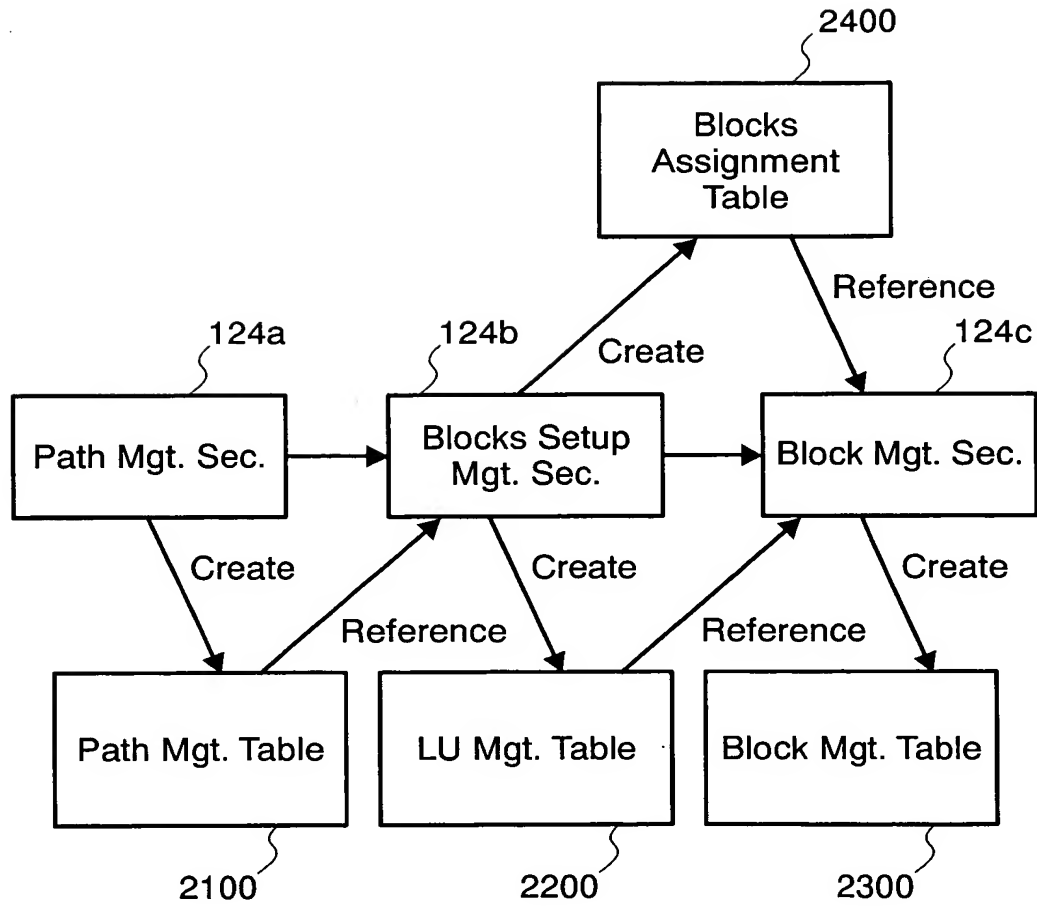 2400
Blocks
Assignment
Table
Reference
124a
124b
Create
124c
Path Mgt. Sec.
Blocks Setup
Mgt. Sec.
Block Mgt. Sec.
Create
Create
Create
Reference
Reference
Path Mgt. Table
LU Mgt. Table
Block Mgt. Table
2100
2200
2300